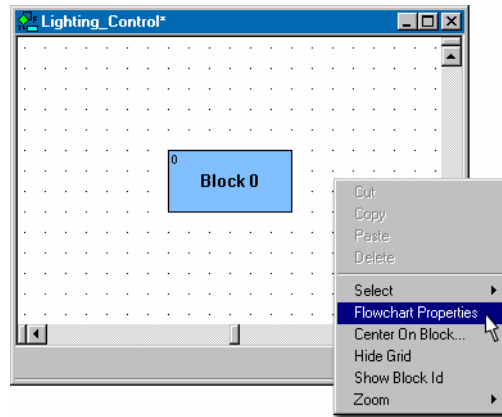 Lighting_Control*
0
Block 0
Cut
Copy
Paste
Delete
Select
Flowchart Properties
Center On Block...
Hide Grid
Show Block Id
Zoom